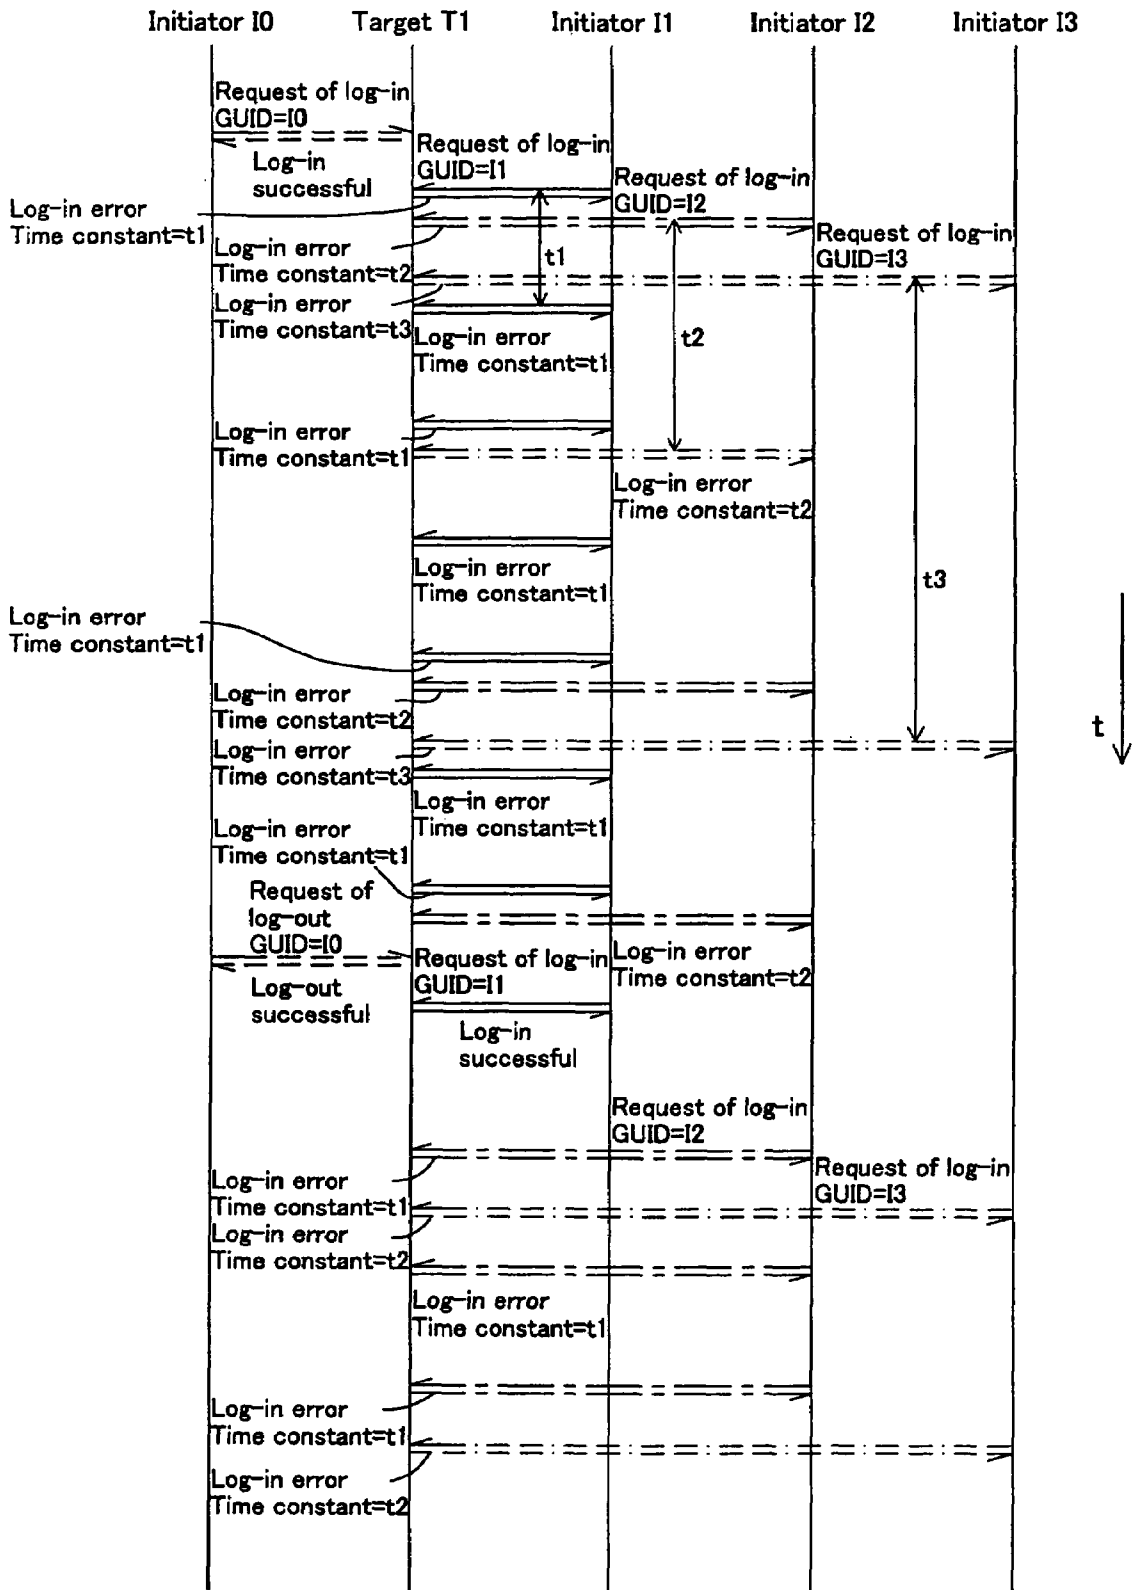 Initiator I0 Target T1 Initiator I1 Initiator I2 Initiator I3
Request of log-in
GUID=I0
Log-in
successful
Request of log-in
GUID=I1
Request of log-in
GUID=I2
Log-in error
Time constant=t1
Request of log-in
GUID=I3
Log-in error
Time constant=t2
t1
Log-in error
Time constant=t3
Log-in error
Time constant=t1
t2
Log-in error
Time constant=t1
Log-in error
Time constant=t2
Log-in error
Time constant=t1
t3
Log-in error
Time constant=t1
Log-in error
Time constant=t2
t
Log-in error
Time constant=t3
Log-in error
Time constant=t1
Log-in error
Time constant=t1
Request of
log-out
GUID=I0
Log-in error
Time constant=t2
Request of log-in
GUID=I1
Log-out
successful
Log-in
successful
Request of log-in
GUID=I2
Request of log-in
GUID=I3
Log-in error
Time constant=t1
Log-in error
Time constant=t2
Log-in error
Time constant=t1
Log-in error
Time constant=t1
Log-in error
Time constant=t2